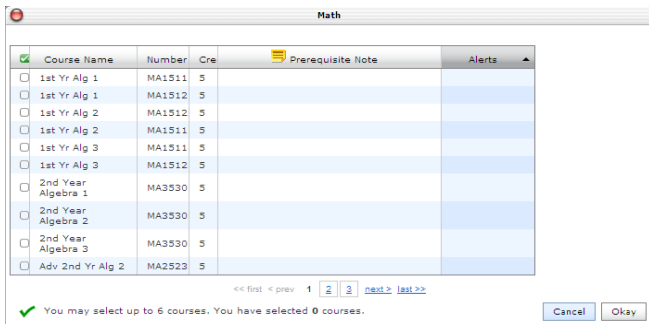 Math
Course Name Number Cre Prerequisite Note Alerts
1st Yr Alg 1 MA1511 5
1st Yr Alg 1 MA1512 5
1st Yr Alg 2 MA1512 5
1st Yr Alg 2 MA1511 5
1st Yr Alg 3 MA1511 5
1st Yr Alg 3 MA1512 5
2nd Year
Algebra 1 MA3530 5
2nd Year
Algebra 2 MA3530 5
2nd Year
Algebra 3 MA3530 5
Adv 2nd Yr Alg 2 MA2523 5
<< first < prev 1 2 3 next > last >>
You may select up to 6 courses. You have selected 0 courses. Cancel Okay